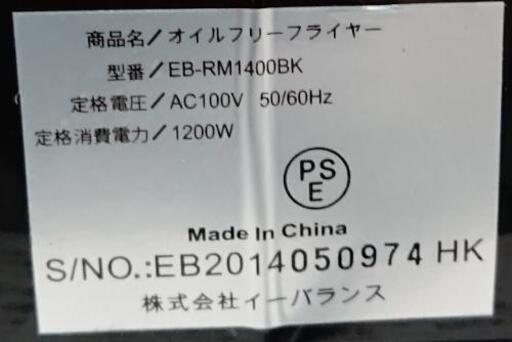 商品名／オイルフリーフライヤー
型番／EB-RM1400BK
定格電圧／AC100V 50/60Hz
定格消費電力／1200W
PS
E
Made In China
S/NO.:EB2014050974 HK
株式会社イーバランス